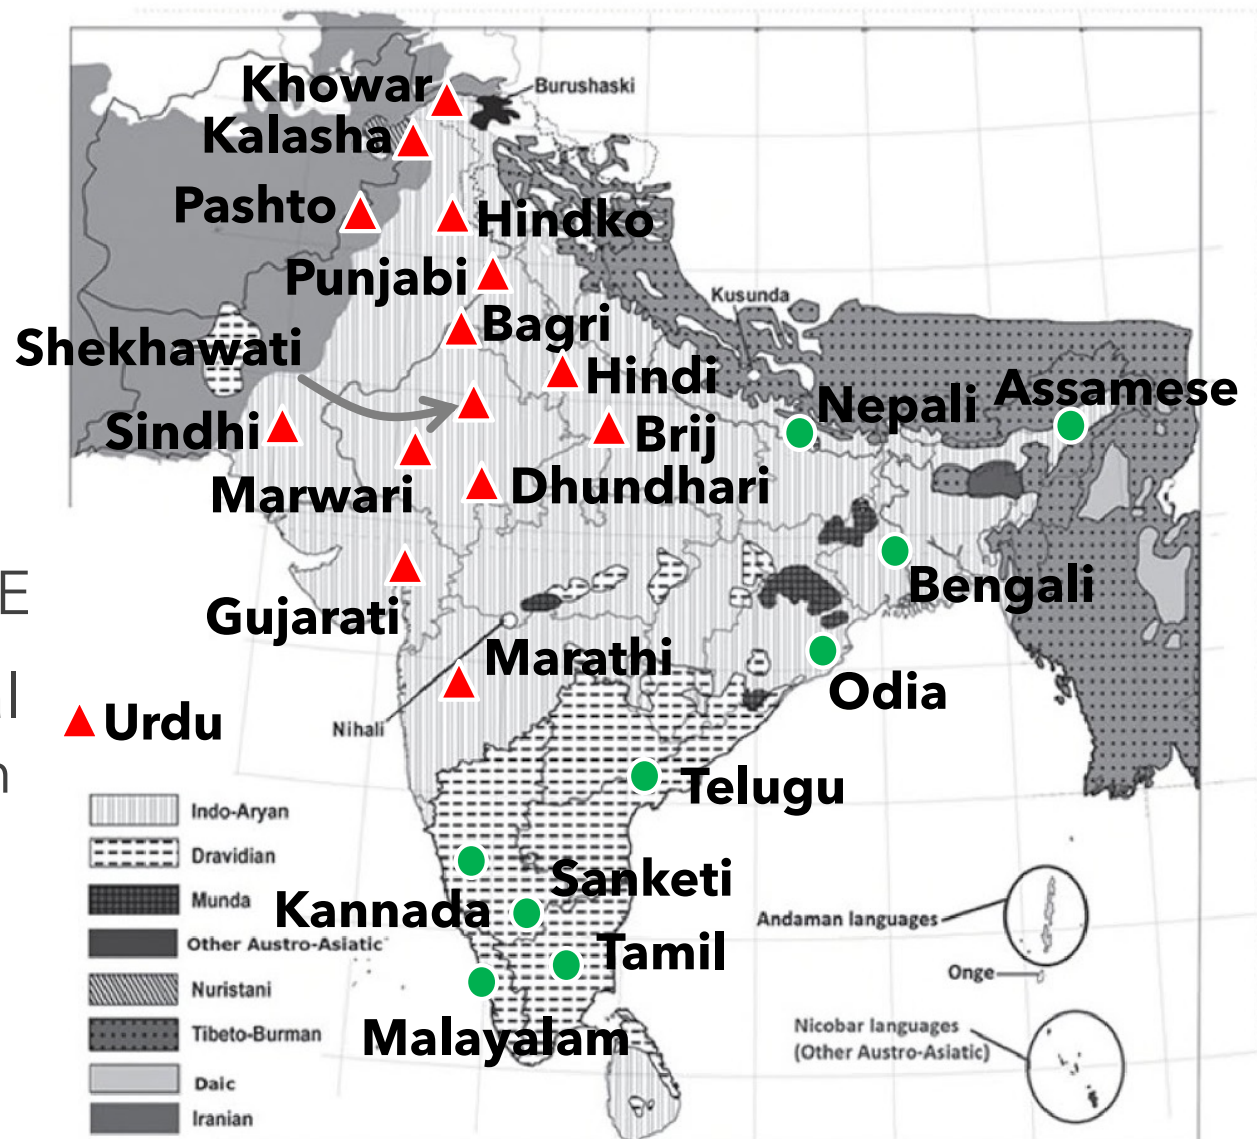 Khowar
Burushaski
Kalasha
Pashto
Hindko
Punjabi
Kusunda
Bagri
Shekhawati
Hindi
Assamese
Nepali
Sindhi
Brij
Marwari
Dhundhari
E
Bengali
Gujarati
Marathi
Odia
l
Urdu
Nihali
n
Telugu
Indo-Aryan
Dravidian
Sanketi
Munda
Kannada
Andaman languages
Other Austro-Asiatic
Tamil
Onge
Nuristani
Malayalam
Nicobar languages
(Other Austro-Asiatic)
Tibeto-Burman
Daic
Iranian